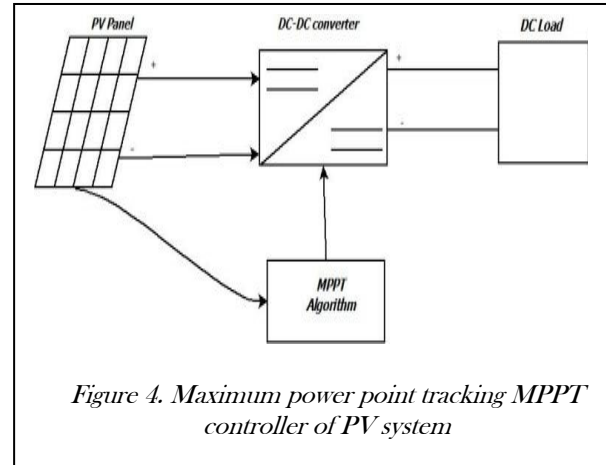 PV Panel DC-DC converter DC Load
+ +
- -
MPPT
Algorithm
Figure 4. Maximum power point tracking MPPT
controller of PV system